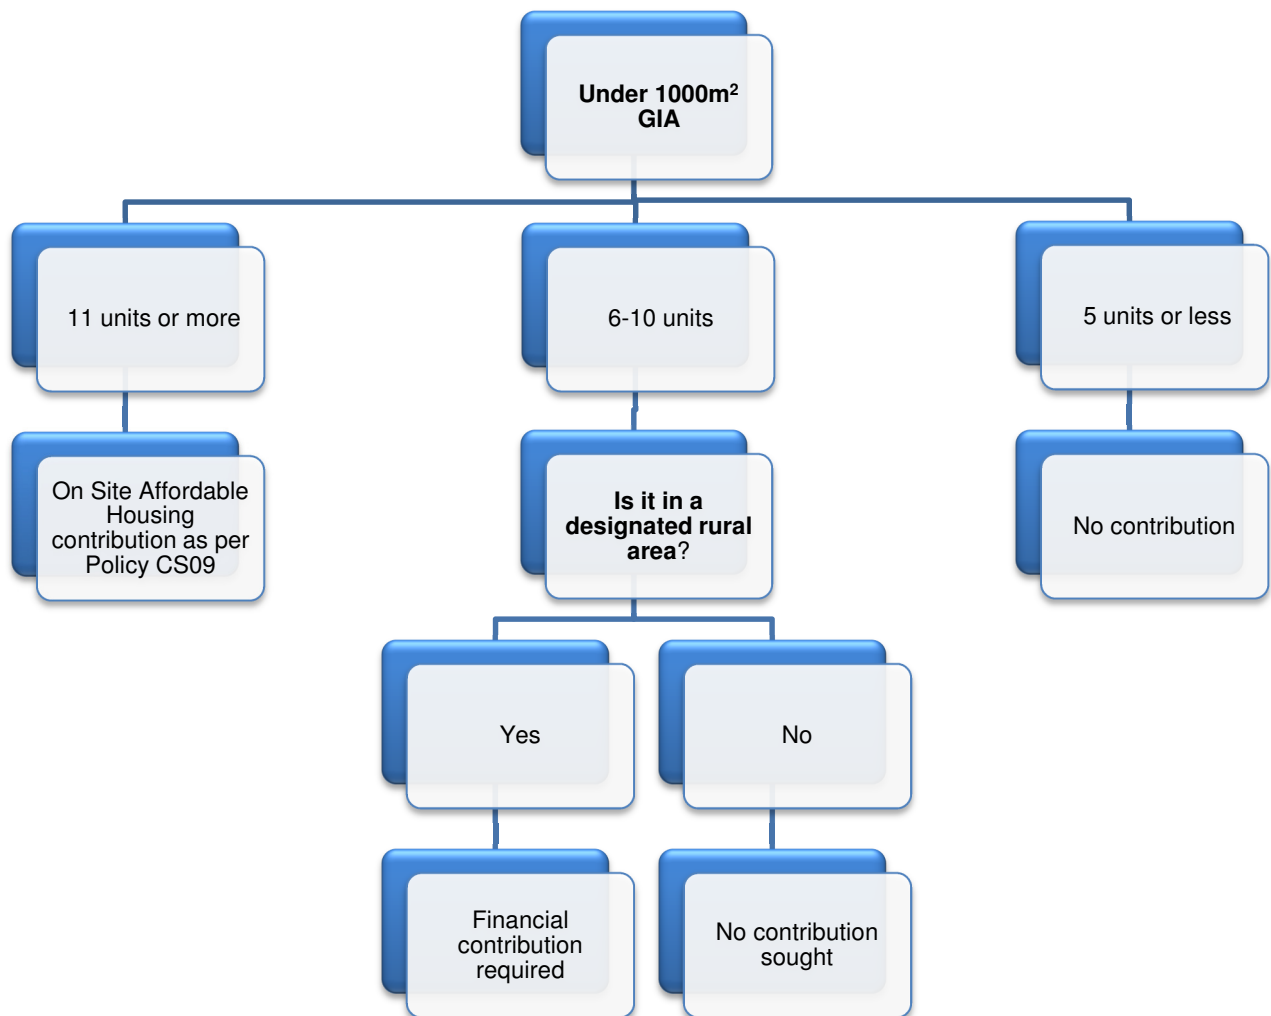 Under 1000m²
GIA
11 units or more
6-10 units
5 units or less
On Site Affordable
Housing
contribution as per
Policy CS09
Is it in a
designated rural
area?
No contribution
Yes
No
Financial
contribution
required
No contribution
sought